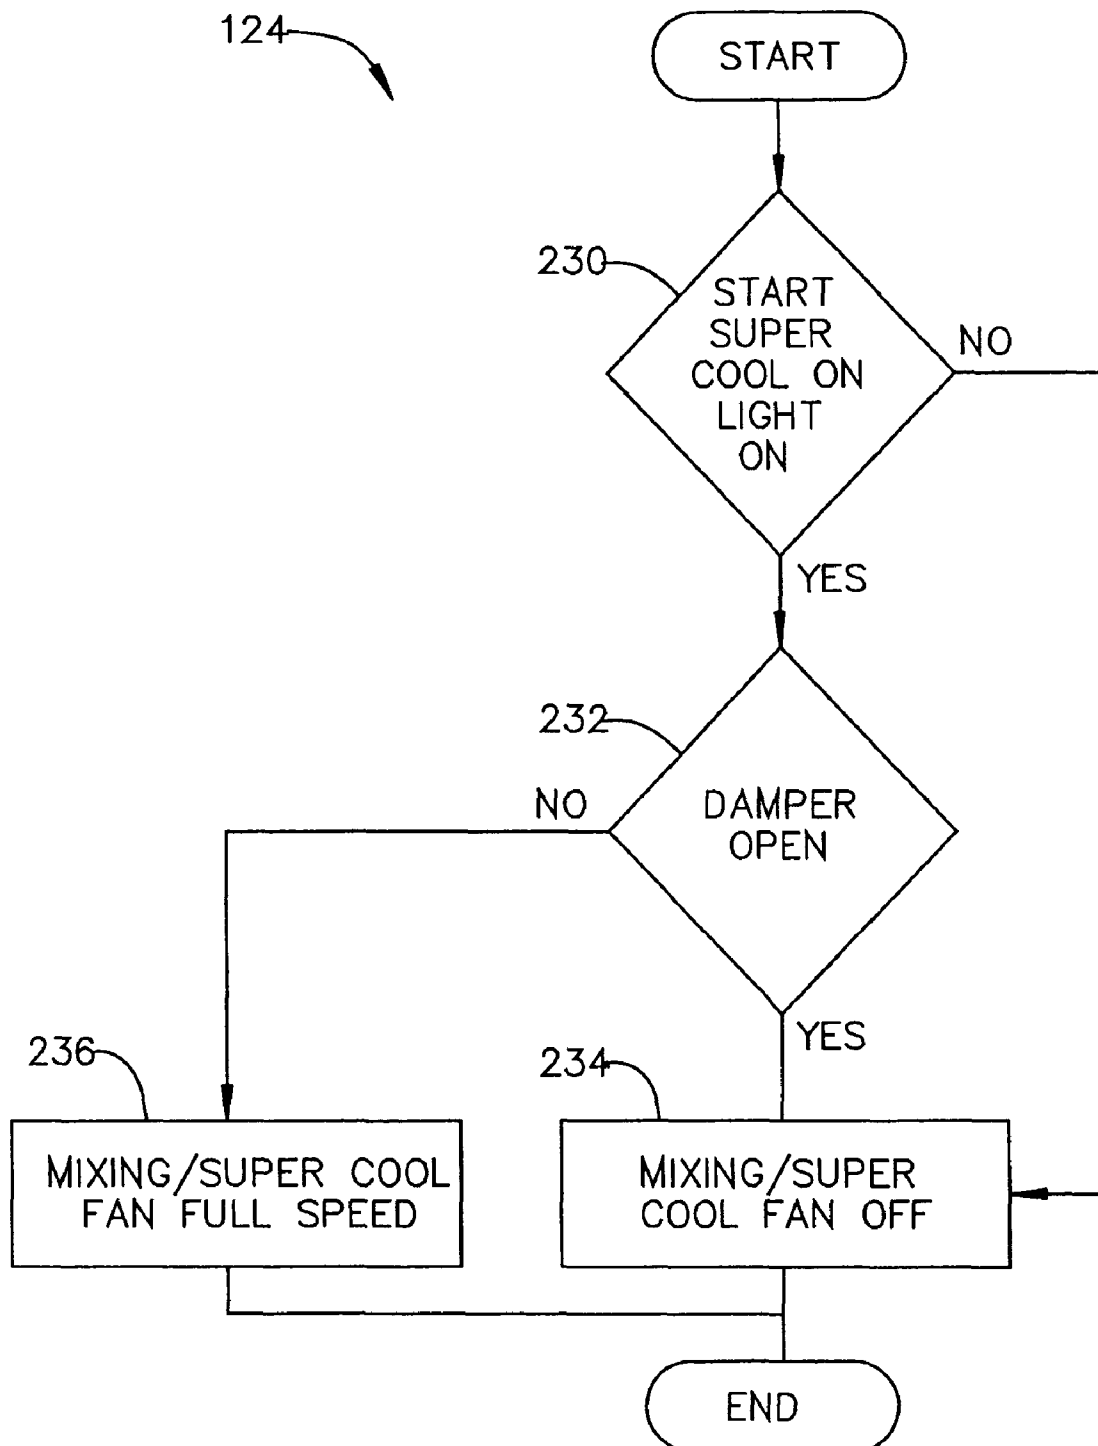 124
START
230
START
SUPER
COOL ON
LIGHT
ON
NO
YES
232
NO
DAMPER
OPEN
YES
236
234
MIXING/SUPER COOL
FAN FULL SPEED
MIXING/SUPER
COOL FAN OFF
END